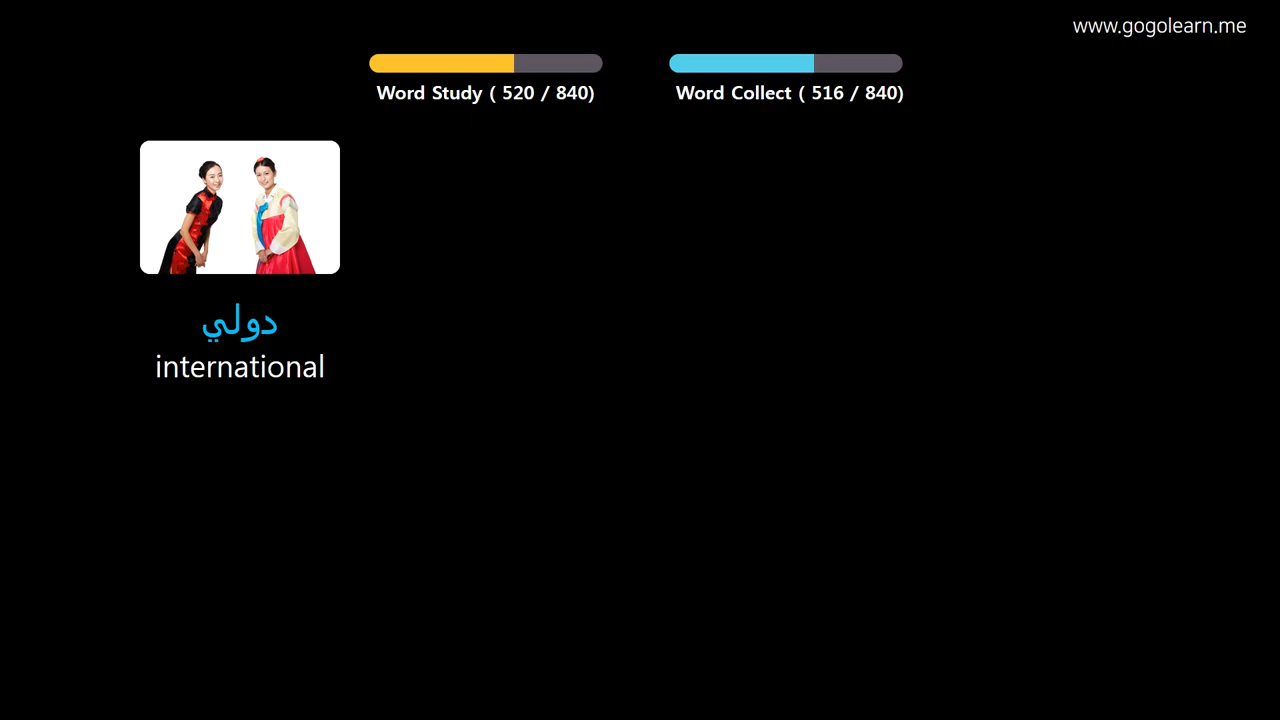 www.gogolearn.me
Word Study ( 520 / 840)
Word Collect ( 516 / 840)
دولي
international